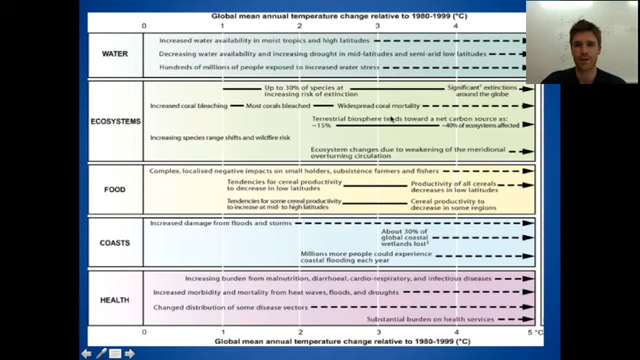 Global mean annual temperature change relative to 1980-1999 (°C)
0 1 2 3 4
WATER
Increased water availability in moist tropics and high latitudes
Decreasing water availability and increasing drought in mid-latitudes and semi-arid low latitudes
Hundreds of millions of people exposed to increased water stress
ECOSYSTEMS
Up to 30% of species at
increasing risk of extinction
Significant† extinctions
around the globe
Increased coral bleaching
Most corals bleached
Widespread coral mortality
Terrestrial biosphere tends toward a net carbon source as:
~15%
~40% of ecosystems affected
Increasing species range shifts and wildfire risk
Ecosystem changes due to weakening of the meridional
overturning circulation
FOOD
Complex, localised negative impacts on small holders, subsistence farmers and fishers
Tendencies for cereal productivity
to decrease in low latitudes
Productivity of all cereals
decreases in low latitudes
Tendencies for some cereal productivity
to increase at mid- to high latitudes
Cereal productivity to
decrease in some regions
COASTS
Increased damage from floods and storms
About 30% of
global coastal
wetlands lost‡
Millions more people could experience
coastal flooding each year
HEALTH
Increasing burden from malnutrition, diarrhoeal, cardio-respiratory, and infectious diseases
Increased morbidity and mortality from heat waves, floods, and droughts
Changed distribution of some disease vectors
Substantial burden on health services
0 1 2 3 4 5 °C
Global mean annual temperature change relative to 1980-1999 (°C)